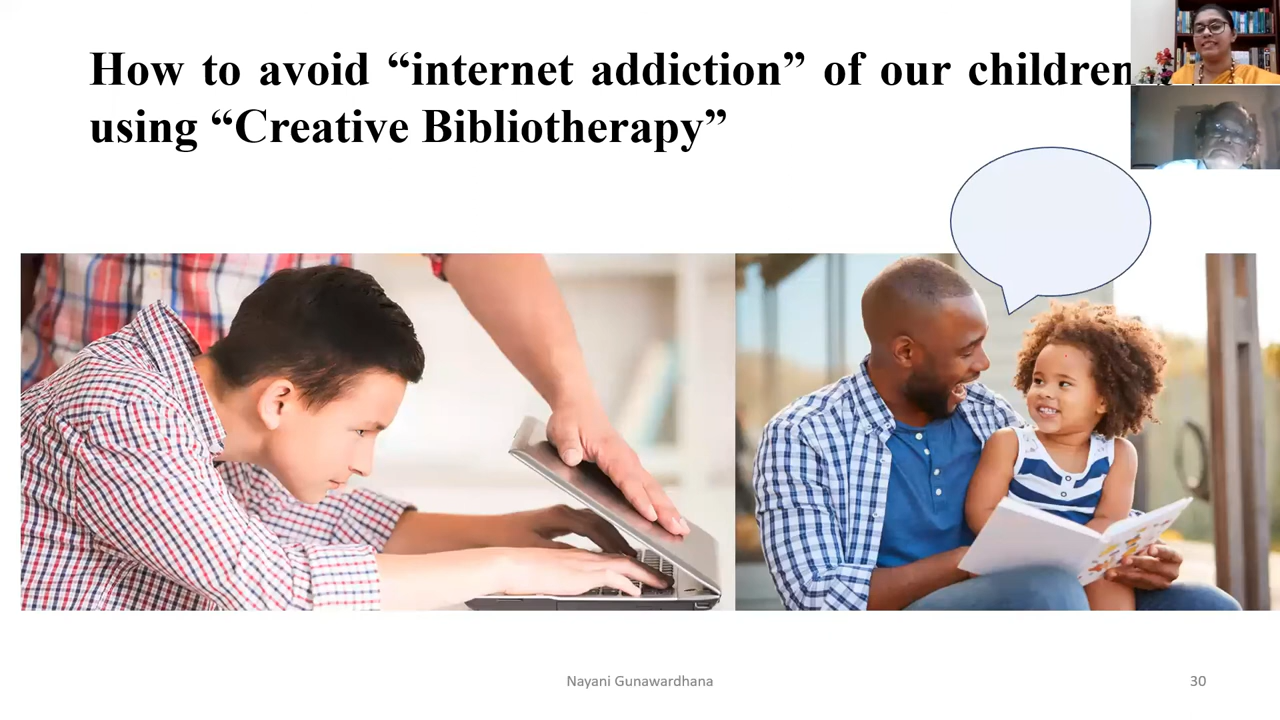 How to avoid “internet addiction” of our children
using “Creative Bibliotherapy”
Nayani Gunawardhana
30